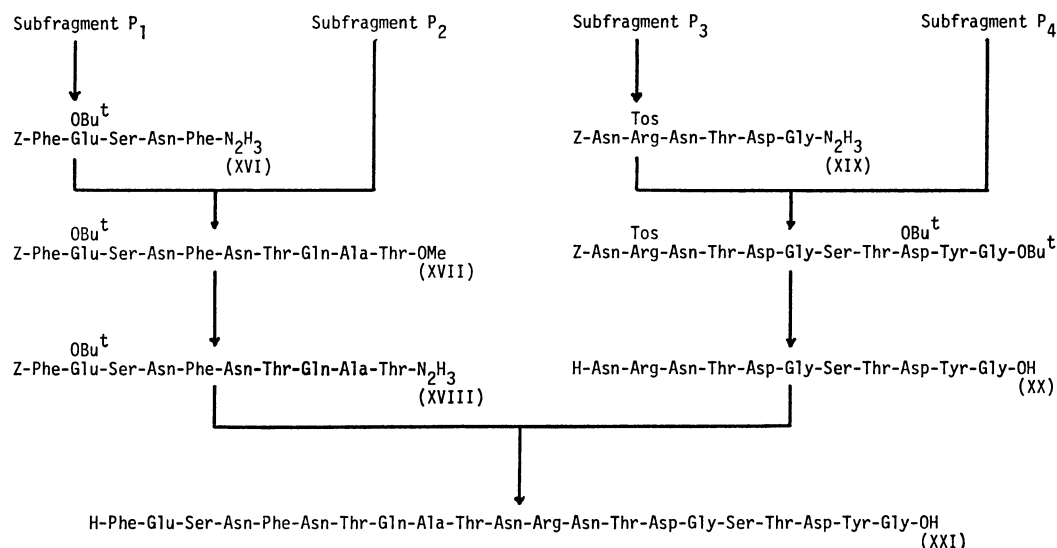 Subfragment P1 Subfragment P2 Subfragment P3 Subfragment P4
OBut Tos
Z-Phe-Glu-Ser-Asn-Phe-N2H3 Z-Asn-Arg-Asn-Thr-Asp-Gly-N2H3
(XVI) (XIX)
OBut Tos OBut
Z-Phe-Glu-Ser-Asn-Phe-Asn-Thr-Gln-Ala-Thr-OMe Z-Asn-Arg-Asn-Thr-Asp-Gly-Ser-Thr-Asp-Tyr-Gly-OBut
(XVII)
OBut
Z-Phe-Glu-Ser-Asn-Phe-Asn-Thr-Gln-Ala-Thr-N2H3 H-Asn-Arg-Asn-Thr-Asp-Gly-Ser-Thr-Asp-Tyr-Gly-OH
(XVIII) (XX)
H-Phe-Glu-Ser-Asn-Phe-Asn-Thr-Gln-Ala-Thr-Asn-Arg-Asn-Thr-Asp-Gly-Ser-Thr-Asp-Tyr-Gly-OH
(XXI)